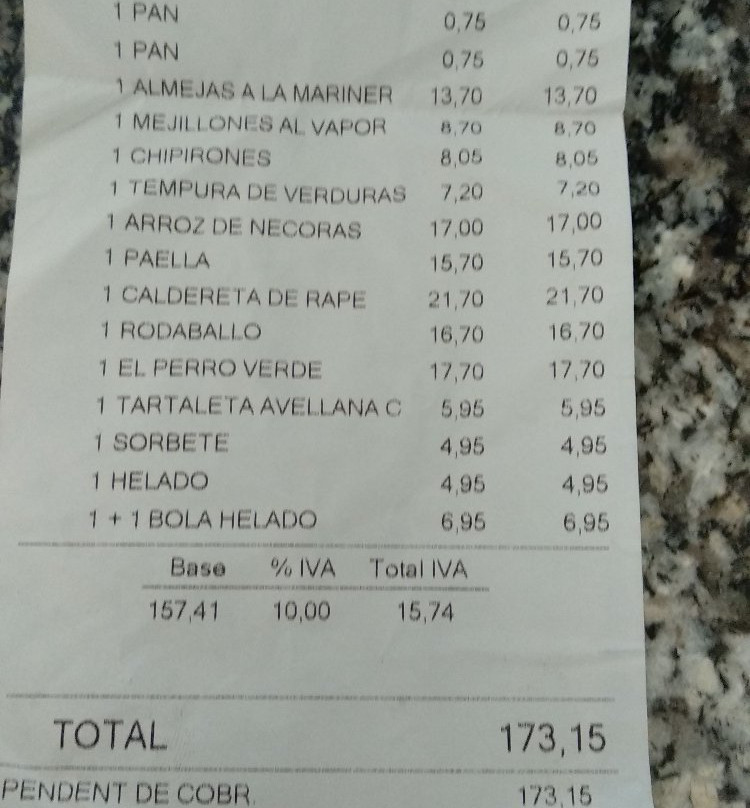 1 PAN 0,75 0,75
1 PAN 0,75 0,75
1 ALMEJAS A LA MARINER 13,70 13,70
1 MEJILLONES AL VAPOR 8,70 8,70
1 CHIPIRONES 8,05 8,05
1 TEMPURA DE VERDURAS 7,20 7,20
1 ARROZ DE NECORAS 17,00 17,00
1 PAELLA 15,70 15,70
1 CALDERETA DE RAPE 21,70 21,70
1 RODABALLO 16,70 16,70
1 EL PERRO VERDE 17,70 17,70
1 TARTALETA AVELLANA C 5,95 5,95
1 SORBETE 4,95 4,95
1 HELADO 4,95 4,95
1 + 1 BOLA HELADO 6,95 6,95
Base % IVA Total IVA
157,41 10,00 15,74
TOTAL 173,15
PENDENT DE COBR. 173,15